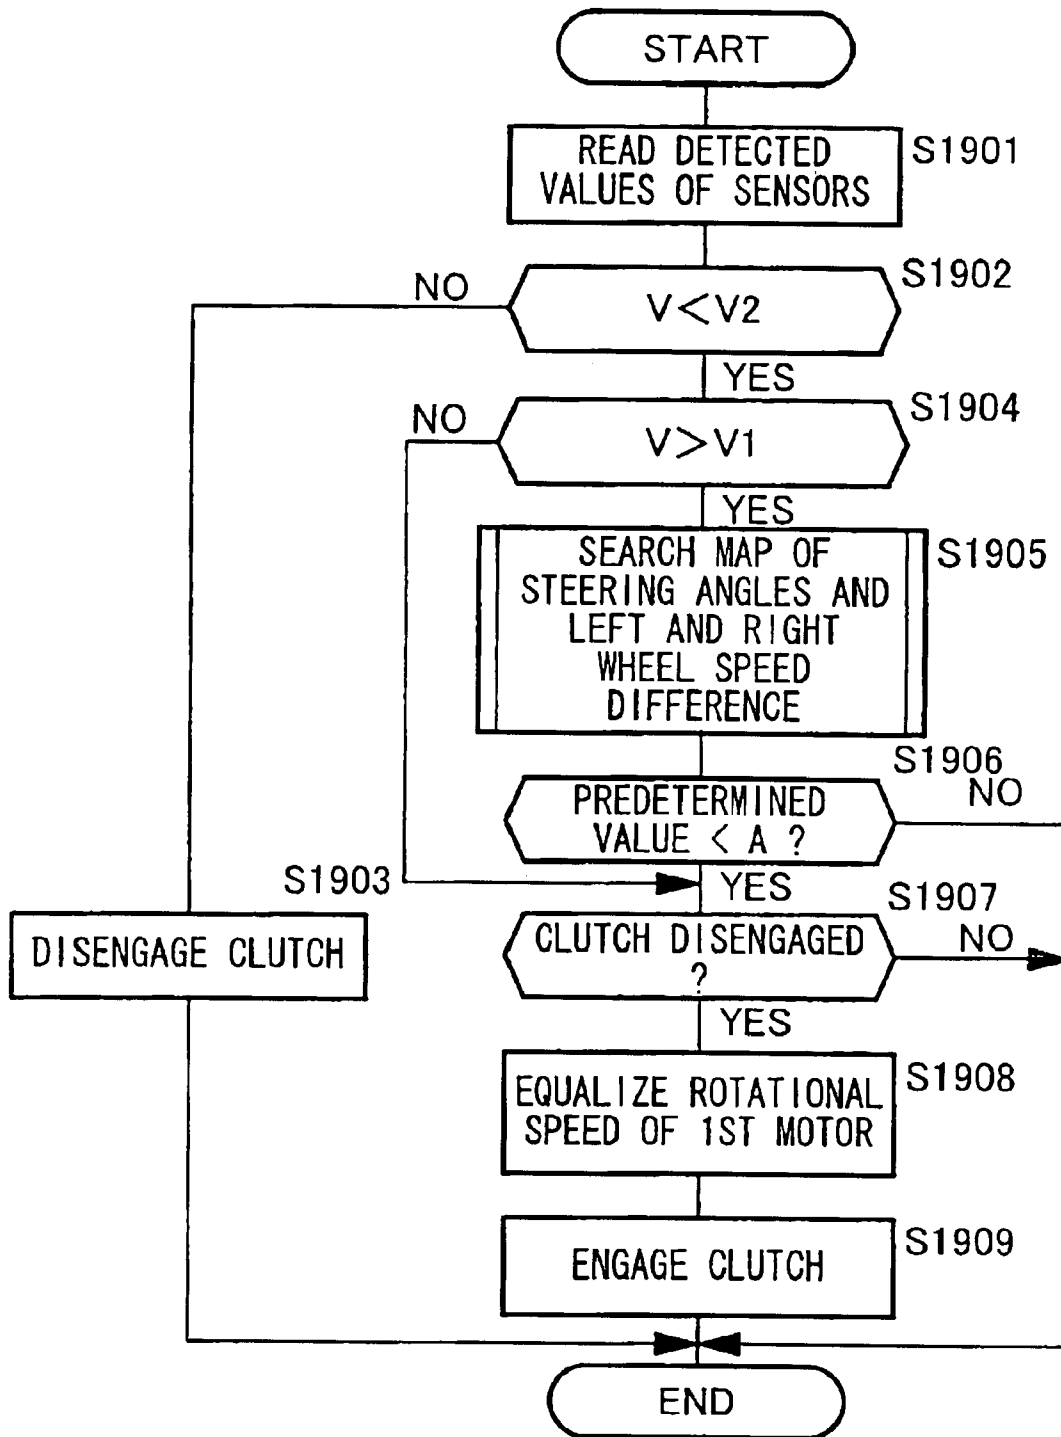 START
READ DETECTED
VALUES OF SENSORS
S1901
S1902
NO
V<V2
YES
S1904
NO
V>V1
YES
SEARCH MAP OF
STEERING ANGLES AND
LEFT AND RIGHT
WHEEL SPEED
DIFFERENCE
S1905
S1906
PREDETERMINED
VALUE < A ?
NO
YES
S1903
DISENGAGE CLUTCH
S1907
CLUTCH DISENGAGED
?
NO
YES
EQUALIZE ROTATIONAL
SPEED OF 1ST MOTOR
S1908
ENGAGE CLUTCH
S1909
END